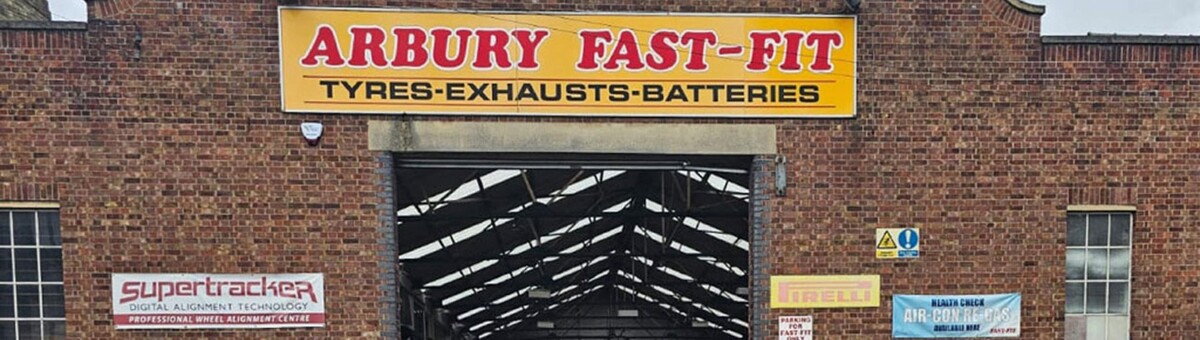 ARBURY FAST-FIT
TYRES-EXHAUSTS-BATTERIES
supertracker
DIGITAL ALIGNMENT TECHNOLOGY
PROFESSIONAL WHEEL ALIGNMENT CENTRE
PIRELLI
PARKING
FOR
FAST-FIT
ONLY
HEALTH CHECK
AIR-CON RE-GAS
AVAILABLE HERE